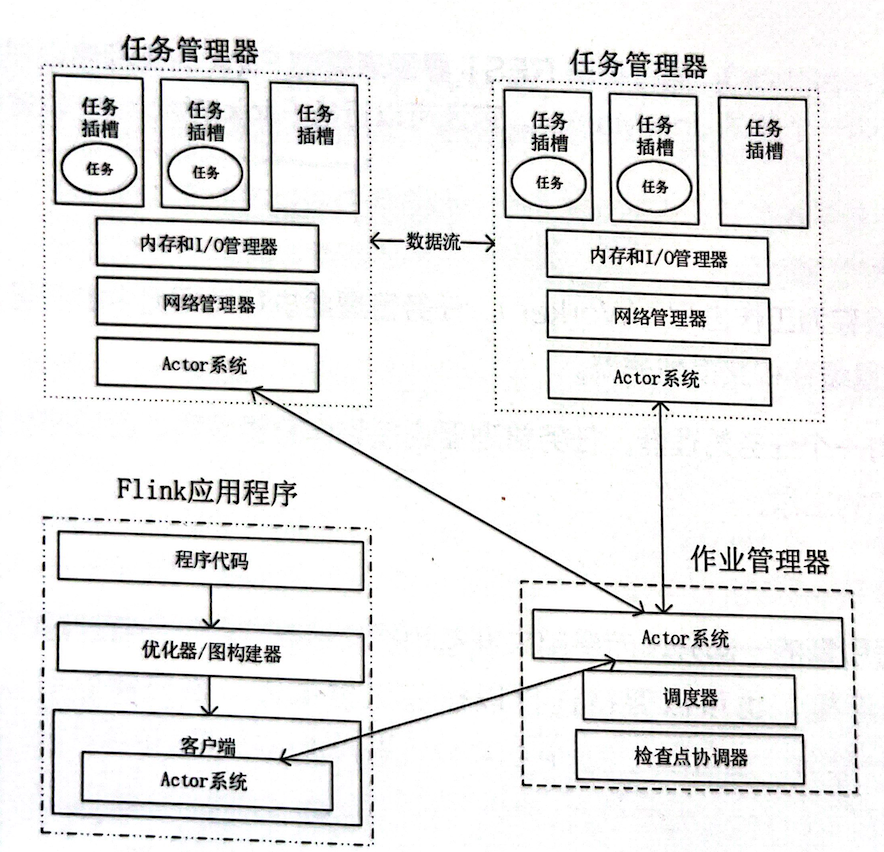 任务管理器
任务
插槽
任务
任务
插槽
任务
任务
插槽
内存和I/O管理器
网络管理器
Actor系统
数据流
任务管理器
任务
插槽
任务
任务
插槽
任务
任务
插槽
内存和I/O管理器
网络管理器
Actor系统
Flink应用程序
程序代码
优化器/图构建器
客户端
Actor系统
作业管理器
Actor系统
调度器
检查点协调器